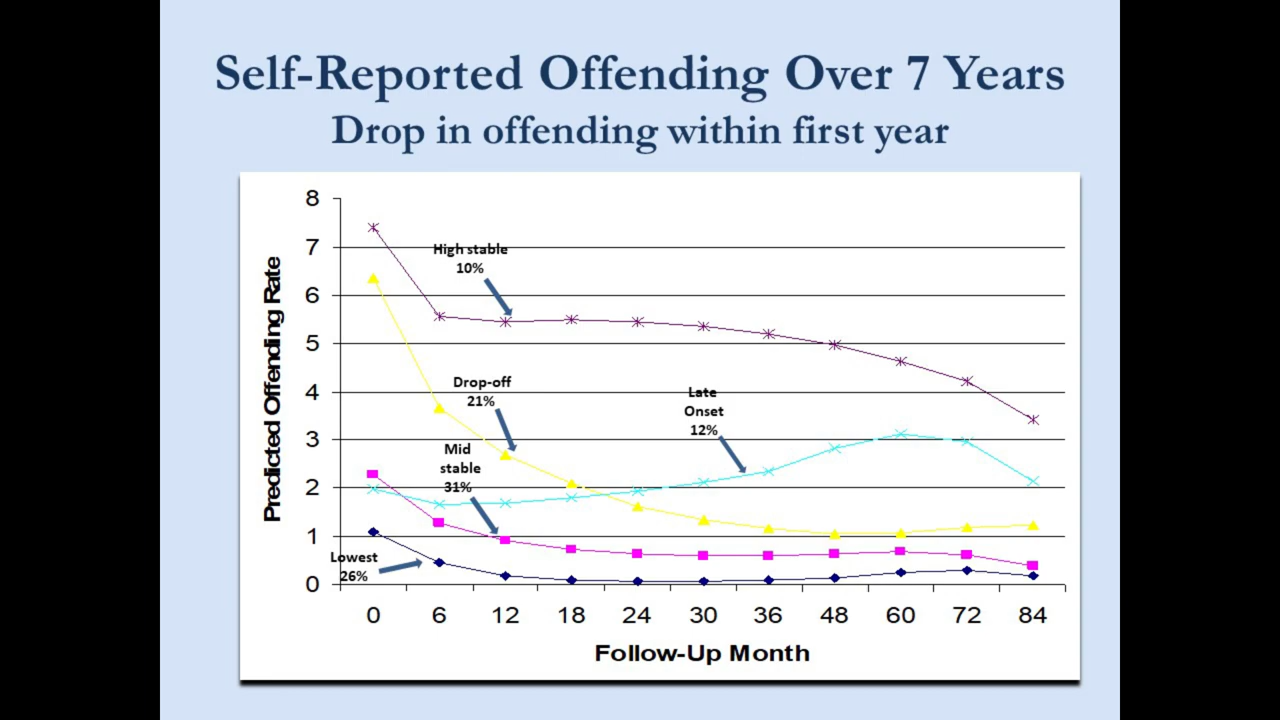 Self-Reported Offending Over 7 Years
Drop in offending within first year
8
7
6
5
4
3
2
1
0
Predicted Offending Rate
High stable
10%
Drop-off
21%
Mid
stable
31%
Late
Onset
12%
Lowest
26%
0 6 12 18 24 30 36 48 60 72 84
Follow-Up Month